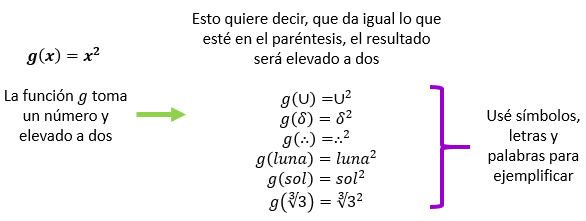 Esto quiere decir, que da igual lo que
esté en el paréntesis, el resultado
será elevado a dos
g(x) = x²
La función g toma
un número y
elevado a dos
g(∪) =∪²
g(δ) = δ²
g(∴) =∴²
g(luna) = luna²
g(sol) = sol²
g(∛3) = ∛3²
Usé símbolos,
letras y
palabras para
ejemplificar